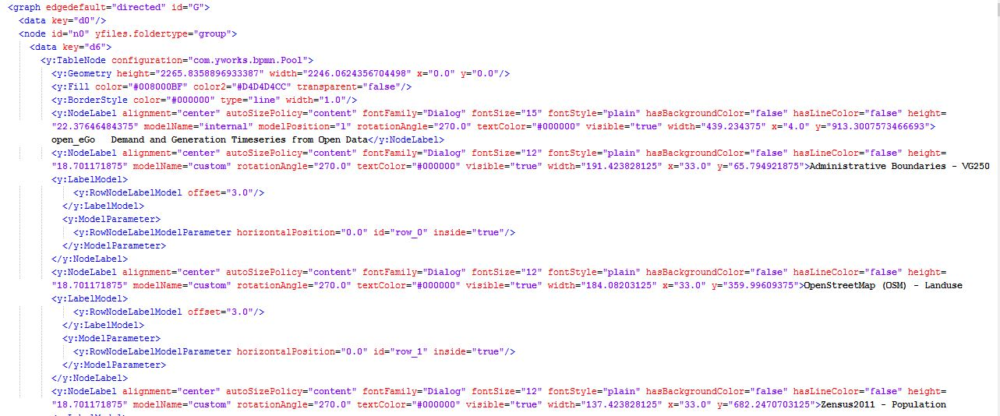 <graph edgedefault="directed" id="G">
<data key="d0"/>
<node id="n0" yfiles.foldertype="group">
<data key="d6">
<y:TableNode configuration="com.yworks.bpmn.Pool">
<y:Geometry height="2265.8358896933387" width="2246.0624356704498" x="0.0" y="0.0"/>
<y:Fill color="#008000BF" color2="#D4D4D4CC" transparent="false"/>
<y:BorderStyle color="#000000" type="line" width="1.0"/>
<y:NodeLabel alignment="center" autoSizePolicy="content" fontFamily="Dialog" fontSize="15" fontStyle="plain" hasBackgroundColor="false" hasLineColor="false" height=
"22.37646484375" modelName="internal" modelPosition="l" rotationAngle="270.0" textColor="#000000" visible="true" width="439.234375" x="4.0" y="913.3007573466693">
open_eGo   Demand and Generation Timeseries from Open Data</y:NodeLabel>
<y:NodeLabel alignment="center" autoSizePolicy="content" fontFamily="Dialog" fontSize="12" fontStyle="plain" hasBackgroundColor="false" hasLineColor="false" height=
"18.701171875" modelName="custom" rotationAngle="270.0" textColor="#000000" visible="true" width="191.423828125" x="33.0" y="65.794921875">Administrative Boundaries - VG250
<y:LabelModel>
<y:RowNodeLabelModel offset="3.0"/>
</y:LabelModel>
<y:ModelParameter>
<y:RowNodeLabelModelParameter horizontalPosition="0.0" id="row_0" inside="true"/>
</y:ModelParameter>
</y:NodeLabel>
<y:NodeLabel alignment="center" autoSizePolicy="content" fontFamily="Dialog" fontSize="12" fontStyle="plain" hasBackgroundColor="false" hasLineColor="false" height=
"18.701171875" modelName="custom" rotationAngle="270.0" textColor="#000000" visible="true" width="184.08203125" x="33.0" y="359.99609375">OpenStreetMap (OSM) - Landuse
<y:LabelModel>
<y:RowNodeLabelModel offset="3.0"/>
</y:LabelModel>
<y:ModelParameter>
<y:RowNodeLabelModelParameter horizontalPosition="0.0" id="row_1" inside="true"/>
</y:ModelParameter>
</y:NodeLabel>
<y:NodeLabel alignment="center" autoSizePolicy="content" fontFamily="Dialog" fontSize="12" fontStyle="plain" hasBackgroundColor="false" hasLineColor="false" height=
"18.701171875" modelName="custom" rotationAngle="270.0" textColor="#000000" visible="true" width="137.423828125" x="33.0" y="682.2470703125">Zensus2011 - Population